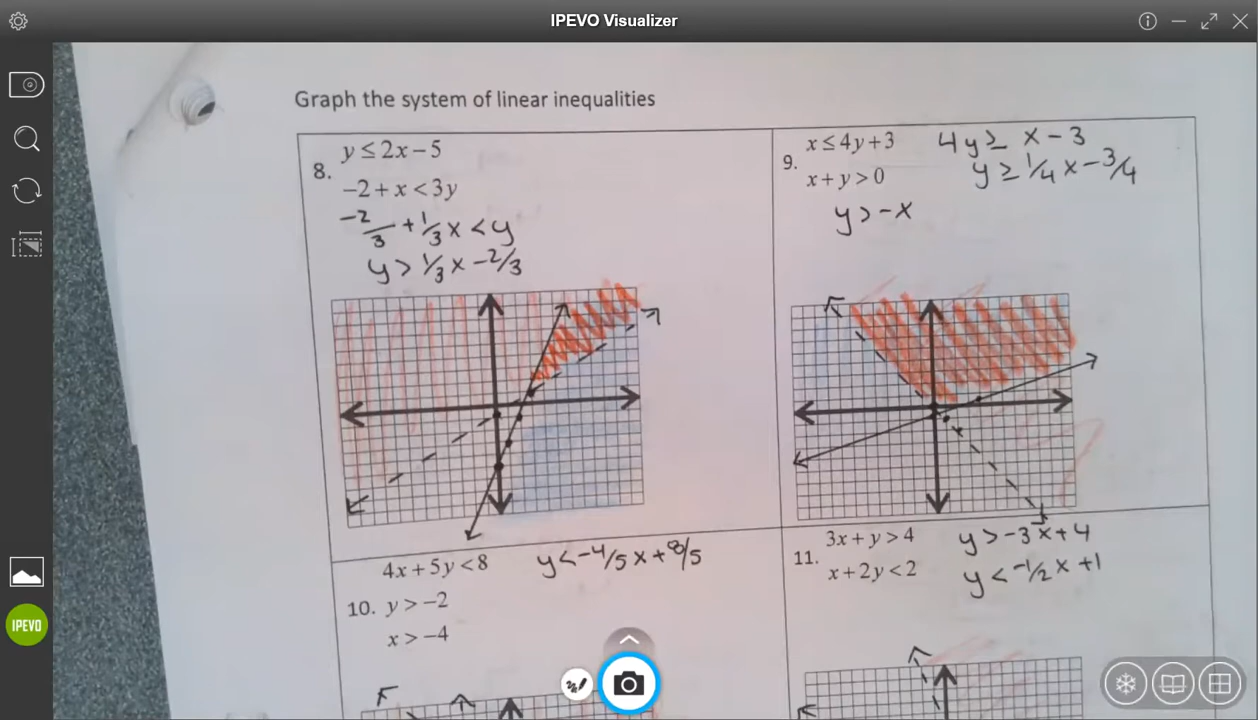 IPEVO Visualizer
Graph the system of linear inequalities
8.
y ≤ 2x − 5
−2 + x < 3y
-2/3 + 1/3 x < y
y > 1/3 x - 2/3
9.
x ≤ 4y + 3
x + y > 0
4y ≥ x - 3
y ≥ 1/4 x - 3/4
y > -x
10.
4x + 5y < 8
y > −2
x > −4
y < -4/5 x + 8/5
11.
3x + y > 4
x + 2y < 2
y > -3x + 4
y < -1/2 x + 1
IPEVO